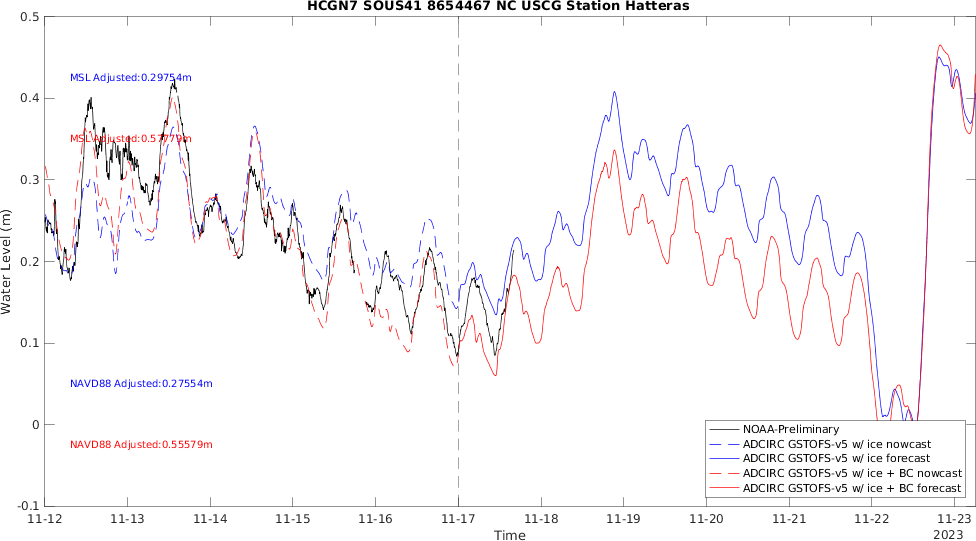 HCGN7 SOUS41 8654467 NC USCG Station Hatteras
0.5
0.4
0.3
0.2
0.1
0
-0.1
Water Level (m)
MSL Adjusted:0.29754m
MSL Adjusted:0.57779m
NAVD88 Adjusted:0.27554m
NAVD88 Adjusted:0.55579m
NOAA-Preliminary
ADCIRC GSTOFS-v5 w/ ice nowcast
ADCIRC GSTOFS-v5 w/ ice forecast
ADCIRC GSTOFS-v5 w/ ice + BC nowcast
ADCIRC GSTOFS-v5 w/ ice + BC forecast
11-12 11-13 11-14 11-15 11-16 11-17 11-18 11-19 11-20 11-21 11-22 11-23
2023
Time